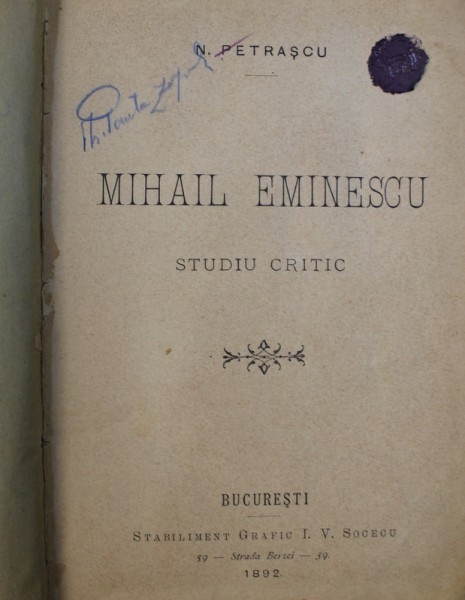 N. PETRAȘCU
MIHAIL EMINESCU
STUDIU CRITIC
BUCUREȘTI
STABILIMENT GRAFIC I. V. SOCECU
59 — Strada Berzei — 59.
1892.